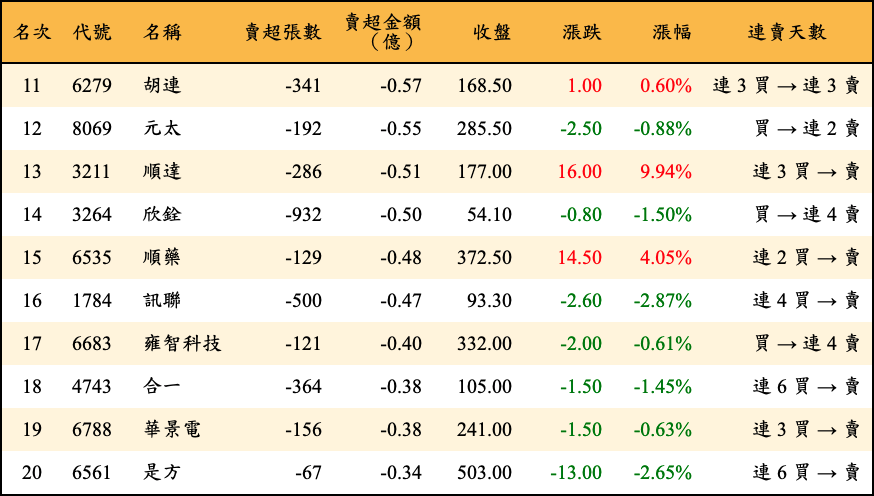 名次 代號 名稱 賣超張數 賣超金額（億） 收盤 漲跌 漲幅 連賣天數
11 6279 胡連 -341 -0.57 168.50 1.00 0.60% 連 3 買 → 連 3 賣
12 8069 元太 -192 -0.55 285.50 -2.50 -0.88% 買 → 連 2 賣
13 3211 順達 -286 -0.51 177.00 16.00 9.94% 連 3 買 → 賣
14 3264 欣銓 -932 -0.50 54.10 -0.80 -1.50% 買 → 連 4 賣
15 6535 順藥 -129 -0.48 372.50 14.50 4.05% 連 2 買 → 賣
16 1784 訊聯 -500 -0.47 93.30 -2.60 -2.87% 連 4 買 → 賣
17 6683 雍智科技 -121 -0.40 332.00 -2.00 -0.61% 買 → 連 4 賣
18 4743 合一 -364 -0.38 105.00 -1.50 -1.45% 連 6 買 → 賣
19 6788 華景電 -156 -0.38 241.00 -1.50 -0.63% 連 3 買 → 賣
20 6561 是方 -67 -0.34 503.00 -13.00 -2.65% 連 6 買 → 賣